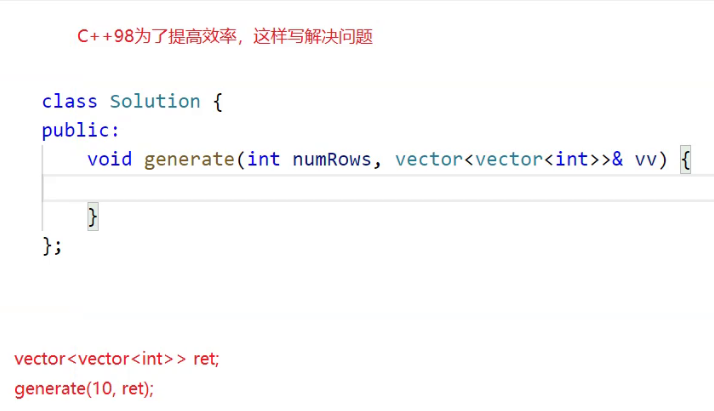 C++98为了提高效率，这样写解决问题
class Solution {
public:
void generate(int numRows, vector<vector<int>>& vv) {
}
};
vector<vector<int>> ret;
generate(10, ret);